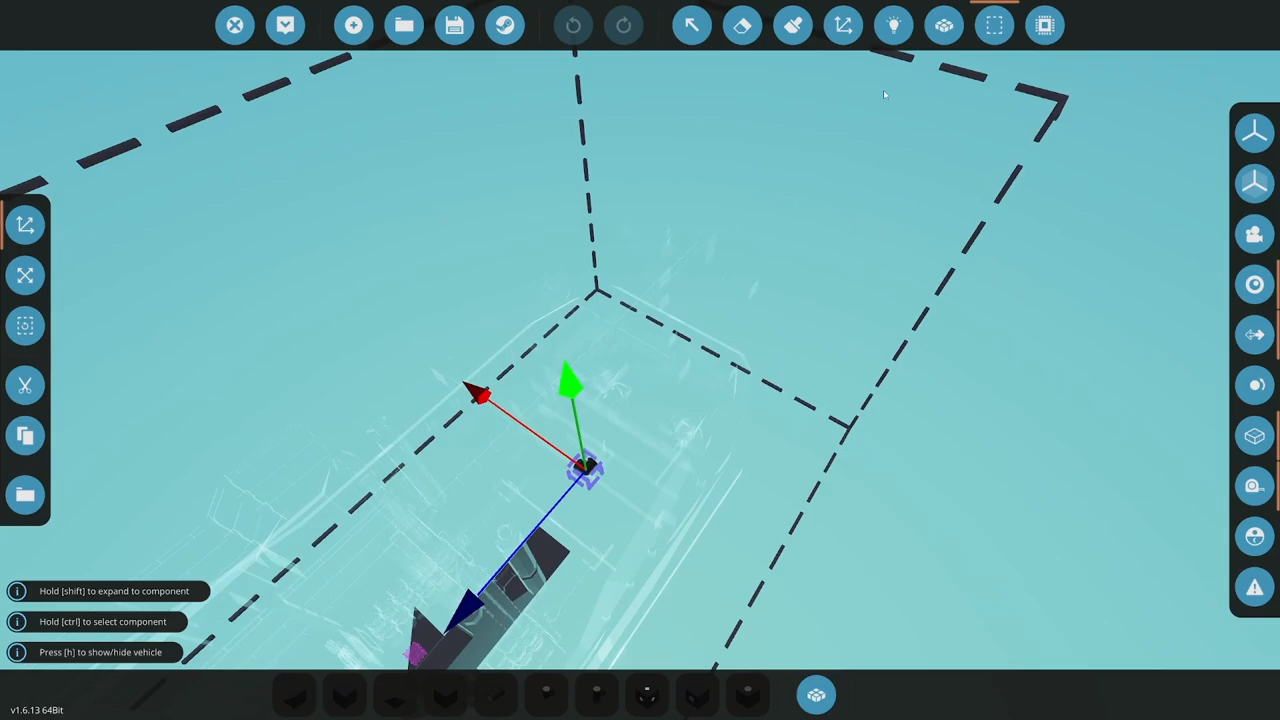 Hold [shift] to expand to component
Hold [ctrl] to select component
Press [h] to show/hide vehicle
v1.6.13 64Bit